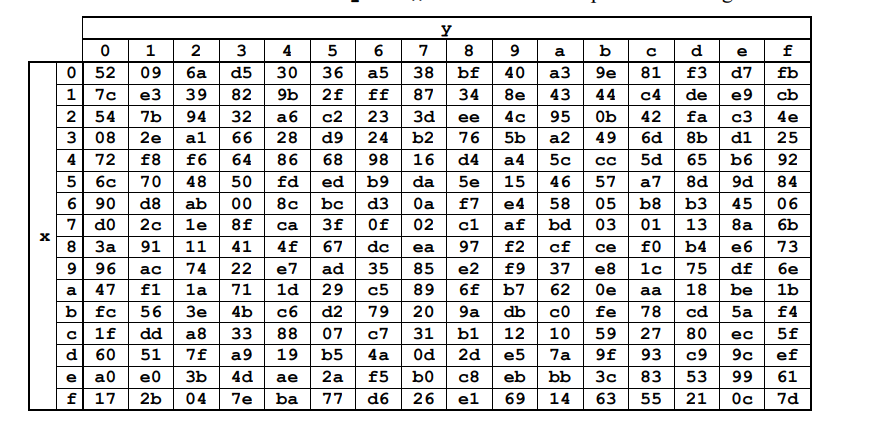 y
0 1 2 3 4 5 6 7 8 9 a b c d e f
0 52 09 6a d5 30 36 a5 38 bf 40 a3 9e 81 f3 d7 fb
1 7c e3 39 82 9b 2f ff 87 34 8e 43 44 c4 de e9 cb
2 54 7b 94 32 a6 c2 23 3d ee 4c 95 0b 42 fa c3 4e
3 08 2e a1 66 28 d9 24 b2 76 5b a2 49 6d 8b d1 25
4 72 f8 f6 64 86 68 98 16 d4 a4 5c cc 5d 65 b6 92
5 6c 70 48 50 fd ed b9 da 5e 15 46 57 a7 8d 9d 84
6 90 d8 ab 00 8c bc d3 0a f7 e4 58 05 b8 b3 45 06
7 d0 2c 1e 8f ca 3f 0f 02 c1 af bd 03 01 13 8a 6b
x
8 3a 91 11 41 4f 67 dc ea 97 f2 cf ce f0 b4 e6 73
9 96 ac 74 22 e7 ad 35 85 e2 f9 37 e8 1c 75 df 6e
a 47 f1 1a 71 1d 29 c5 89 6f b7 62 0e aa 18 be 1b
b fc 56 3e 4b c6 d2 79 20 9a db c0 fe 78 cd 5a f4
c 1f dd a8 33 88 07 c7 31 b1 12 10 59 27 80 ec 5f
d 60 51 7f a9 19 b5 4a 0d 2d e5 7a 9f 93 c9 9c ef
e a0 e0 3b 4d ae 2a f5 b0 c8 eb bb 3c 83 53 99 61
f 17 2b 04 7e ba 77 d6 26 e1 69 14 63 55 21 0c 7d